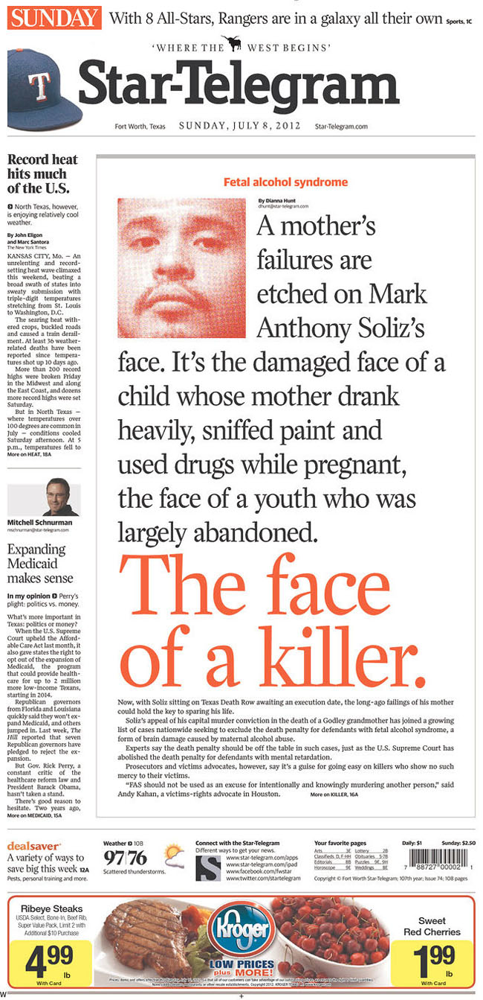 SUNDAY With 8 All-Stars, Rangers are in a galaxy all their own Sports, 1C
‘WHERE THE WEST BEGINS’
T
Star-Telegram
Fort Worth, Texas SUNDAY, JULY 8, 2012 Star-Telegram.com
Record heat
hits much
of the U.S.
North Texas, however,
is enjoying relatively cool
weather.
By John Eligon
and Marc Santora
The New York Times
KANSAS CITY, Mo. — An
unrelenting and record-
setting heat wave climaxed
this weekend, beating a
broad swath of states into
sweaty submission with
triple-digit temperatures
stretching from St. Louis
to Washington, D.C.
The searing heat with-
ered crops, buckled roads
and caused a train derail-
ment. At least 36 weather-
related deaths have been
reported since tempera-
tures shot up 10 days ago.
More than 200 record
highs were broken Friday
in the Midwest and along
the East Coast, and dozens
more record highs were set
Saturday.
But in North Texas —
where temperatures over
100 degrees are common in
July — conditions cooled
Saturday afternoon. At 5
p.m., temperatures fell to
More on HEAT, 18A
Mitchell Schnurman
mschnurman@star-telegram.com
Expanding
Medicaid
makes sense
In my opinion Perry’s
plight: politics vs. money.
What’s more important in
Texas: politics or money?
When the U.S. Supreme
Court upheld the Afford-
able Care Act last month, it
also gave states the right to
opt out of the expansion of
Medicaid, the program
that could provide health-
care for up to 2 million
more low-income Texans,
starting in 2014.
Republican governors
from Florida and Louisiana
quickly said they won’t ex-
pand Medicaid, and others
jumped in. Last week, The
Hill reported that seven
Republican governors have
pledged to reject the ex-
pansion.
But Gov. Rick Perry, a
constant critic of the
healthcare reform law and
President Barack Obama,
hasn’t taken a stand.
There’s good reason to
hesitate. Two years ago,
More on MEDICAID, 15A
Fetal alcohol syndrome
By Dianna Hunt
dhunt@star-telegram.com
A mother’s
failures are
etched on Mark
Anthony Soliz’s
face. It’s the damaged face of a
child whose mother drank
heavily, sniffed paint and
used drugs while pregnant,
the face of a youth who was
largely abandoned.
The face
of a killer.
Now, with Soliz sitting on Texas Death Row awaiting an execution date, the long-ago failings of his mother
could hold the key to sparing his life.
Soliz’s appeal of his capital murder conviction in the death of a Godley grandmother has joined a growing
list of cases nationwide seeking to exclude the death penalty for defendants with fetal alcohol syndrome, a
form of brain damage caused by maternal alcohol abuse.
Experts say the death penalty should be off the table in such cases, just as the U.S. Supreme Court has
abolished the death penalty for defendants with mental retardation.
Prosecutors and victims advocates, however, say it’s a guise for going easy on killers who show no such
mercy to their victims.
“FAS should not be used as an excuse for intentionally and knowingly murdering another person,” said
Andy Kahan, a victims-rights advocate in Houston. More on KILLER, 16A
dealsaver
A variety of ways to
save big this week 12A
Pests, personal training and more.
Weather 10B
97|76
Scattered thunderstorms.
Connect with the Star-Telegram
Different ways to get your news.
S
www.star-telegram.com/apps
www.star-telegram.com/ipad
www.facebook.com/fwstar
www.twitter.com/startelegram
Your favorite pages
Arts 3E Lottery 2B
Classifieds D, F-HH Obituaries 5-7B
Editorials 8B Puzzles 9E, 9H
Horoscope 9E Weddings 8E
Daily: $1 Sunday: $2.50
7 88727 00002 1
Copyright © Fort Worth Star-Telegram; 107th year; Issue 74; 108 pages
Ribeye Steaks
USDA Select, Bone-In, Beef Rib,
Super Value Pack, Limit 2 with
Additional $10 Purchase
4.99
lb
With Card
Kroger
LOW PRICES
plus MORE!
Sweet
Red Cherries
1.99
lb
With Card
W